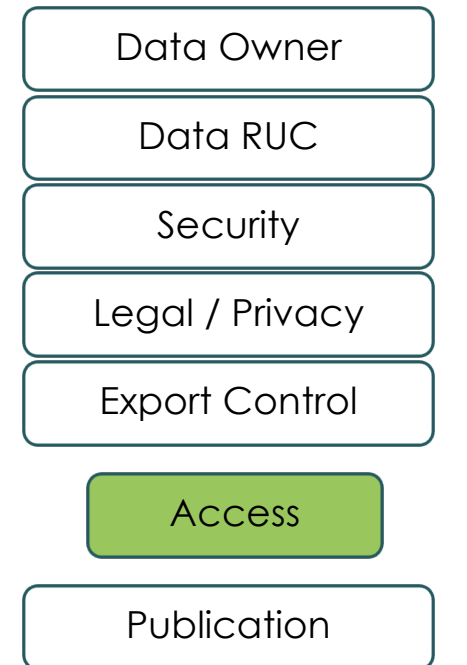 Data Owner
Data RUC
Security
Legal / Privacy
Export Control
Access
Publication